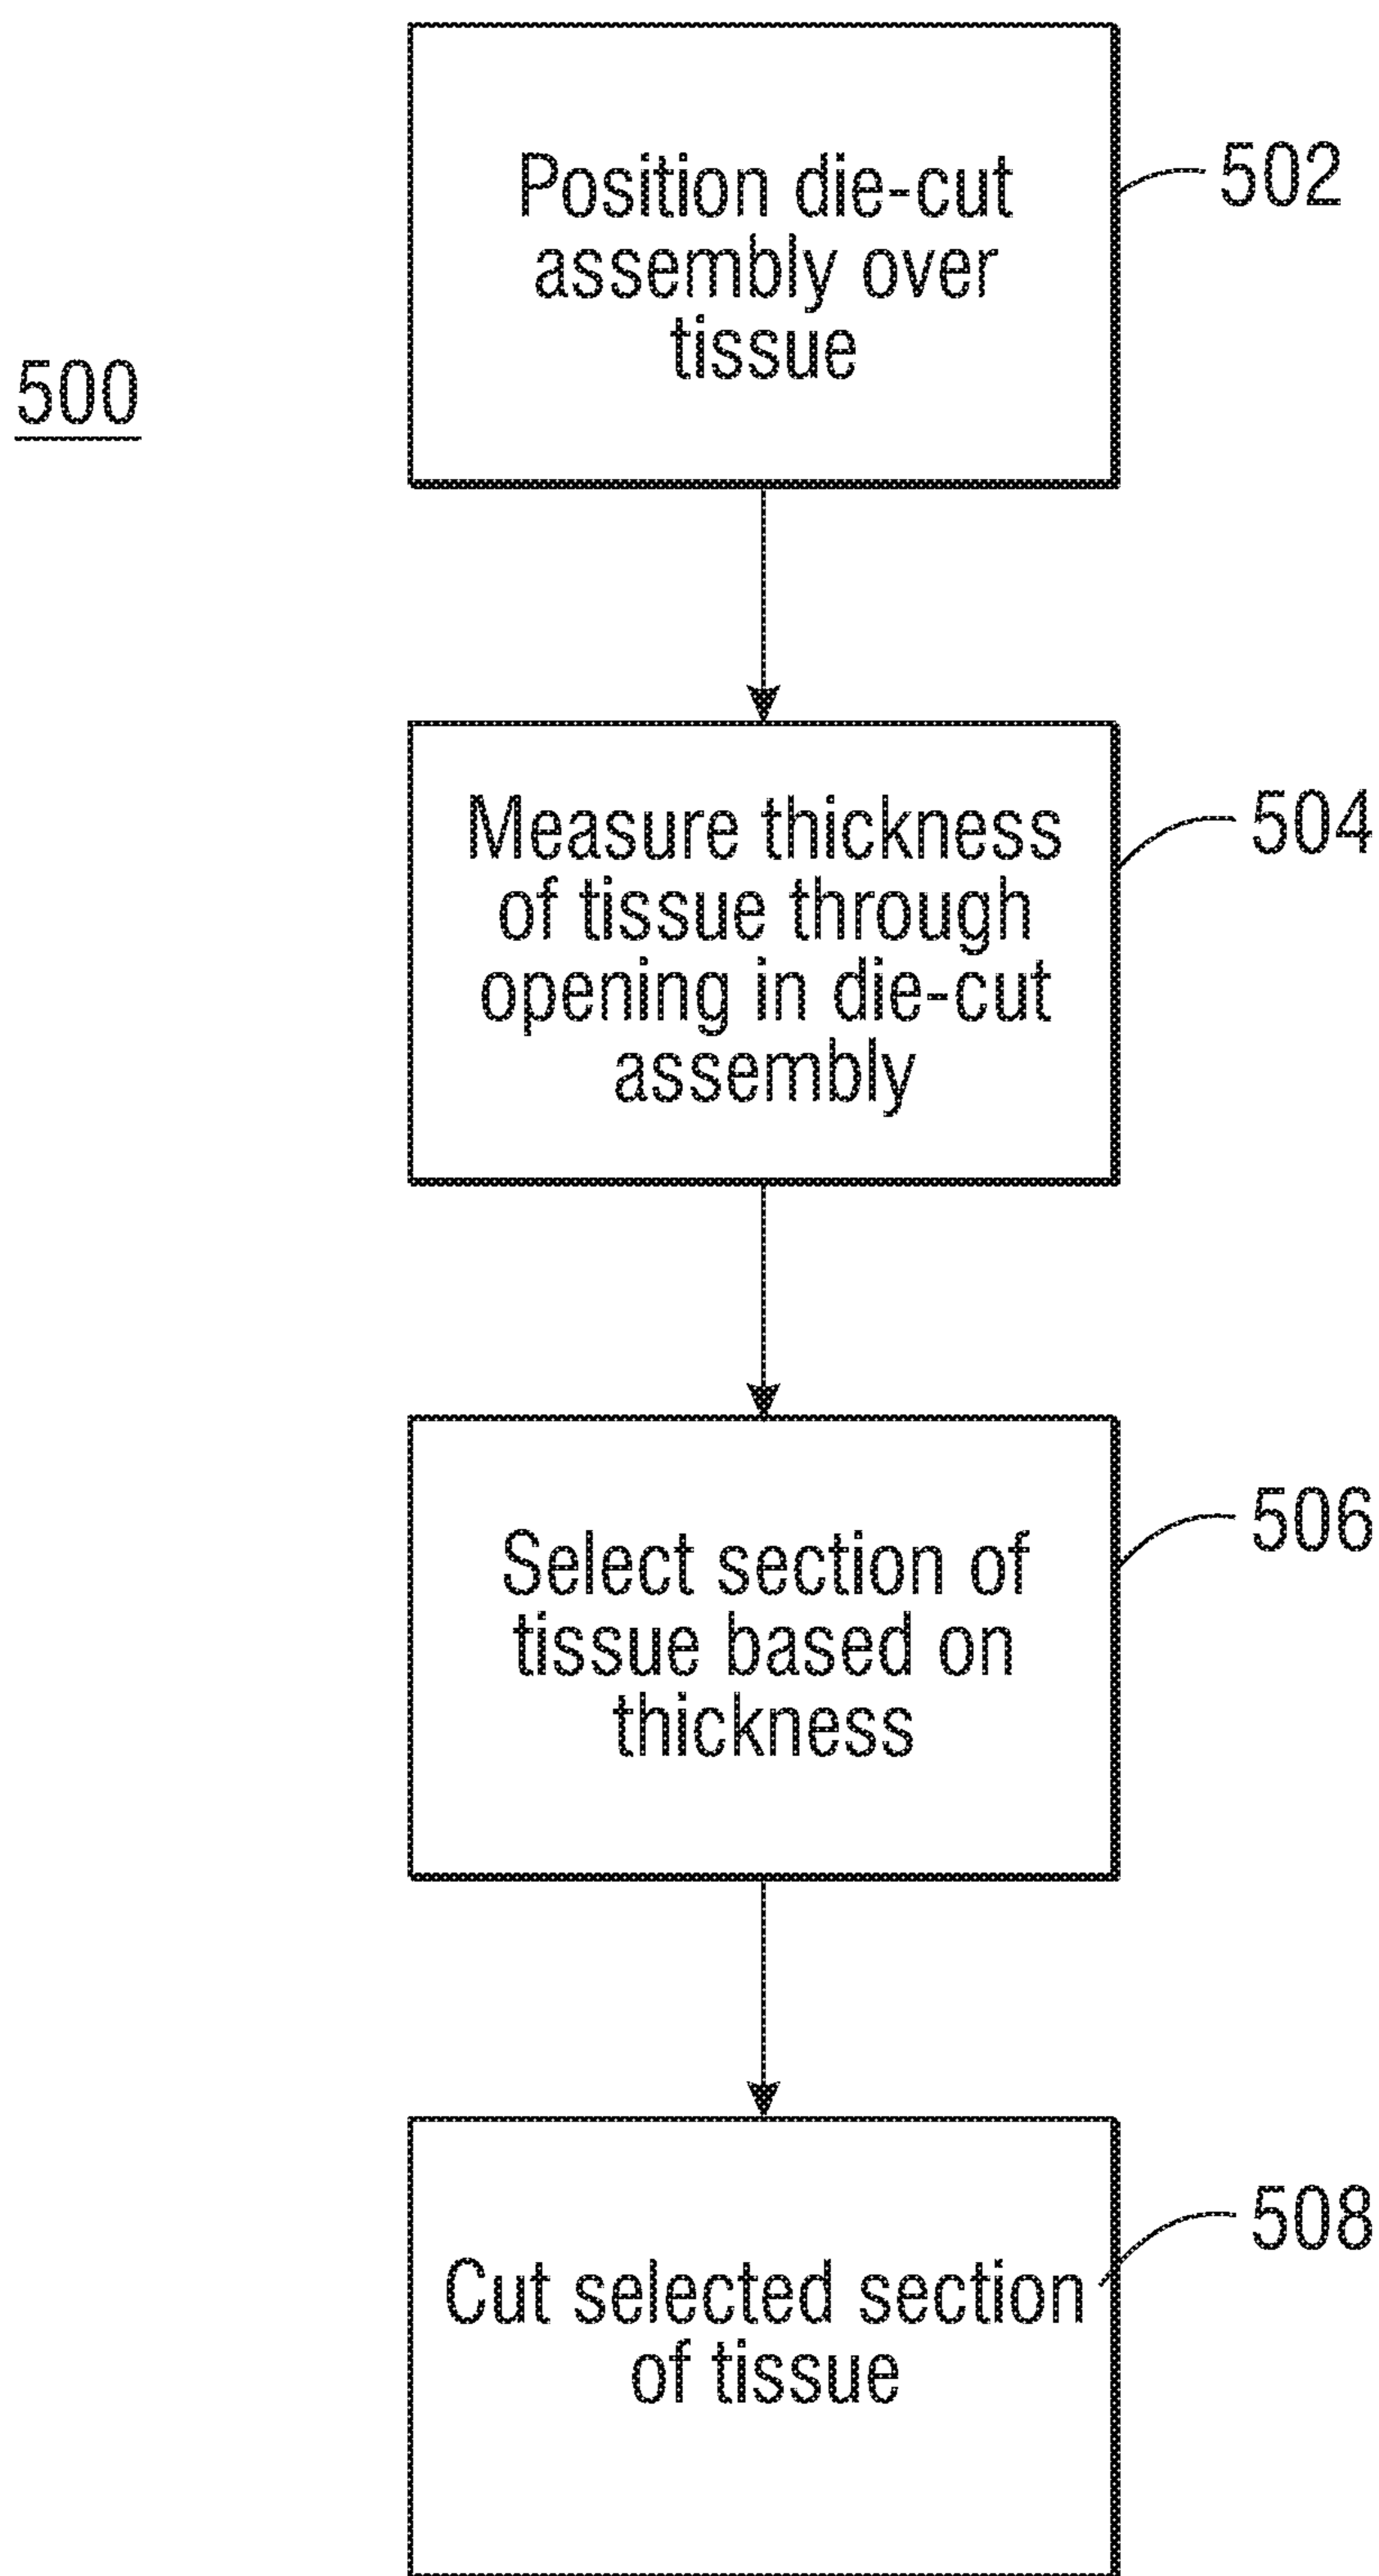 Position die-cut
assembly over
tissue
502
500
Measure thickness
of tissue through
opening in die-cut
assembly
504
Select section of
tissue based on
thickness
506
Cut selected section
of tissue
508